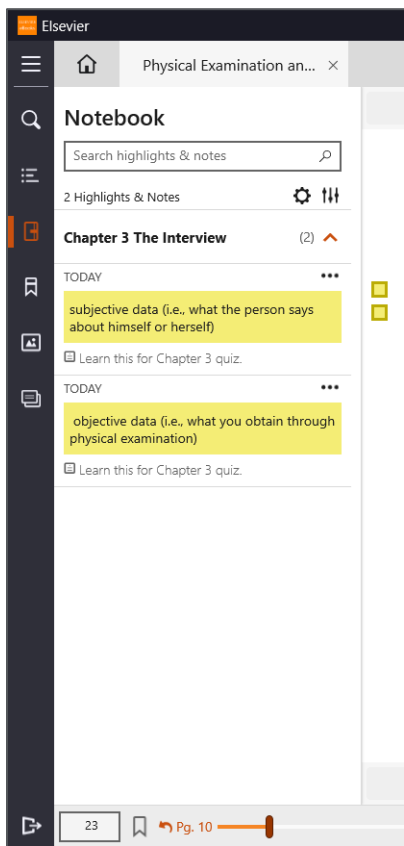 Elsevier
Physical Examination an...
Notebook
Search highlights & notes
2 Highlights & Notes
Chapter 3 The Interview (2)
TODAY
subjective data (i.e., what the person says
about himself or herself)
Learn this for Chapter 3 quiz.
TODAY
objective data (i.e., what you obtain through
physical examination)
Learn this for Chapter 3 quiz.
23 Pg. 10